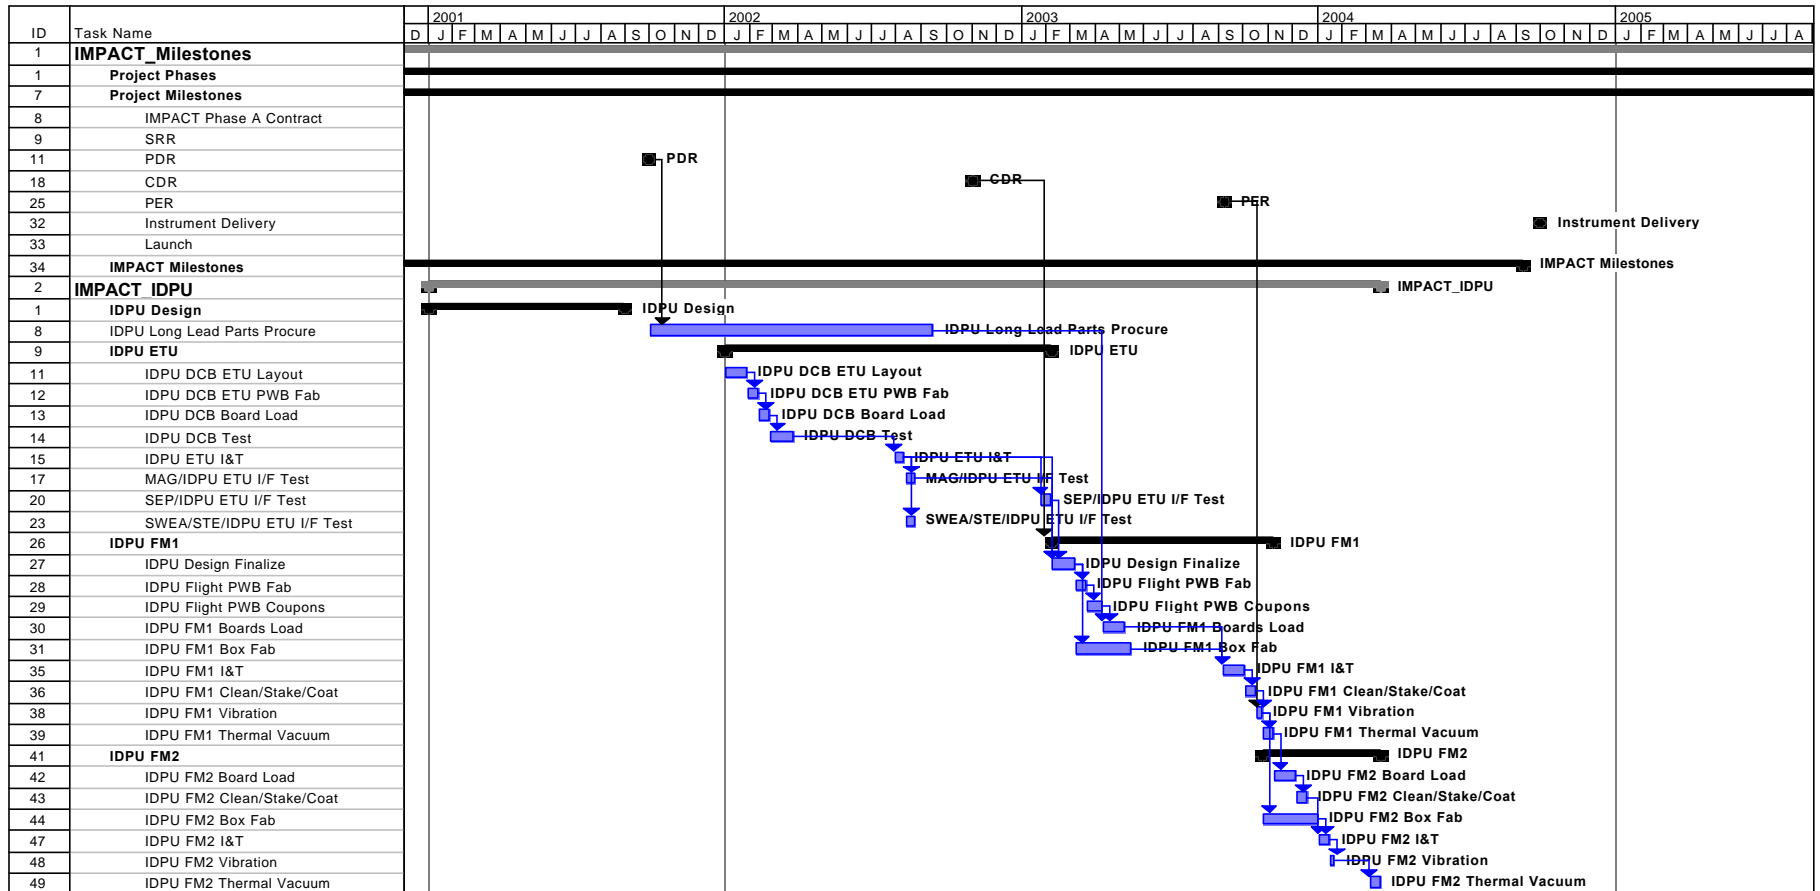 2001 2002 2003 2004 2005
ID Task Name D J F M A M J J A S O N D J F M A M J J A S O N D J F M A M J J A S O N D J F M A M J J A S O N D J F M A M J J A
1 IMPACT_Milestones
1 Project Phases
7 Project Milestones
8 IMPACT Phase A Contract
9 SRR
11 PDR PDR
18 CDR CDR
25 PER PER
32 Instrument Delivery Instrument Delivery
33 Launch
34 IMPACT Milestones IMPACT Milestones
2 IMPACT_IDPU IMPACT_IDPU
1 IDPU Design IDPU Design
8 IDPU Long Lead Parts Procure IDPU Long Lead Parts Procure
9 IDPU ETU IDPU ETU
11 IDPU DCB ETU Layout IDPU DCB ETU Layout
12 IDPU DCB ETU PWB Fab IDPU DCB ETU PWB Fab
13 IDPU DCB Board Load IDPU DCB Board Load
14 IDPU DCB Test IDPU DCB Test
15 IDPU ETU I&T IDPU ETU I&T
17 MAG/IDPU ETU I/F Test MAG/IDPU ETU I/F Test
20 SEP/IDPU ETU I/F Test SEP/IDPU ETU I/F Test
23 SWEA/STE/IDPU ETU I/F Test SWEA/STE/IDPU ETU I/F Test
26 IDPU FM1 IDPU FM1
27 IDPU Design Finalize IDPU Design Finalize
28 IDPU Flight PWB Fab IDPU Flight PWB Fab
29 IDPU Flight PWB Coupons IDPU Flight PWB Coupons
30 IDPU FM1 Boards Load IDPU FM1 Boards Load
31 IDPU FM1 Box Fab IDPU FM1 Box Fab
35 IDPU FM1 I&T IDPU FM1 I&T
36 IDPU FM1 Clean/Stake/Coat IDPU FM1 Clean/Stake/Coat
38 IDPU FM1 Vibration IDPU FM1 Vibration
39 IDPU FM1 Thermal Vacuum IDPU FM1 Thermal Vacuum
41 IDPU FM2 IDPU FM2
42 IDPU FM2 Board Load IDPU FM2 Board Load
43 IDPU FM2 Clean/Stake/Coat IDPU FM2 Clean/Stake/Coat
44 IDPU FM2 Box Fab IDPU FM2 Box Fab
47 IDPU FM2 I&T IDPU FM2 I&T
48 IDPU FM2 Vibration IDPU FM2 Vibration
49 IDPU FM2 Thermal Vacuum IDPU FM2 Thermal Vacuum